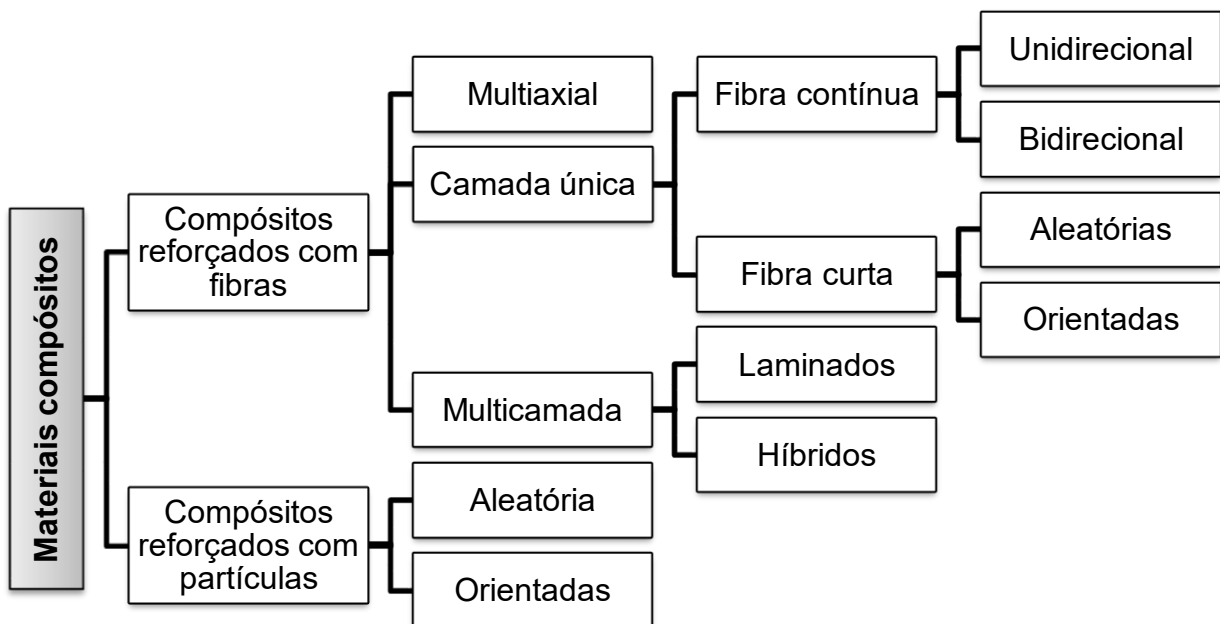 Materiais compósitos
Compósitos
reforçados com
fibras
Multiaxial
Camada única
Fibra contínua
Unidirecional
Bidirecional
Fibra curta
Aleatórias
Orientadas
Multicamada
Laminados
Híbridos
Compósitos
reforçados com
partículas
Aleatória
Orientadas